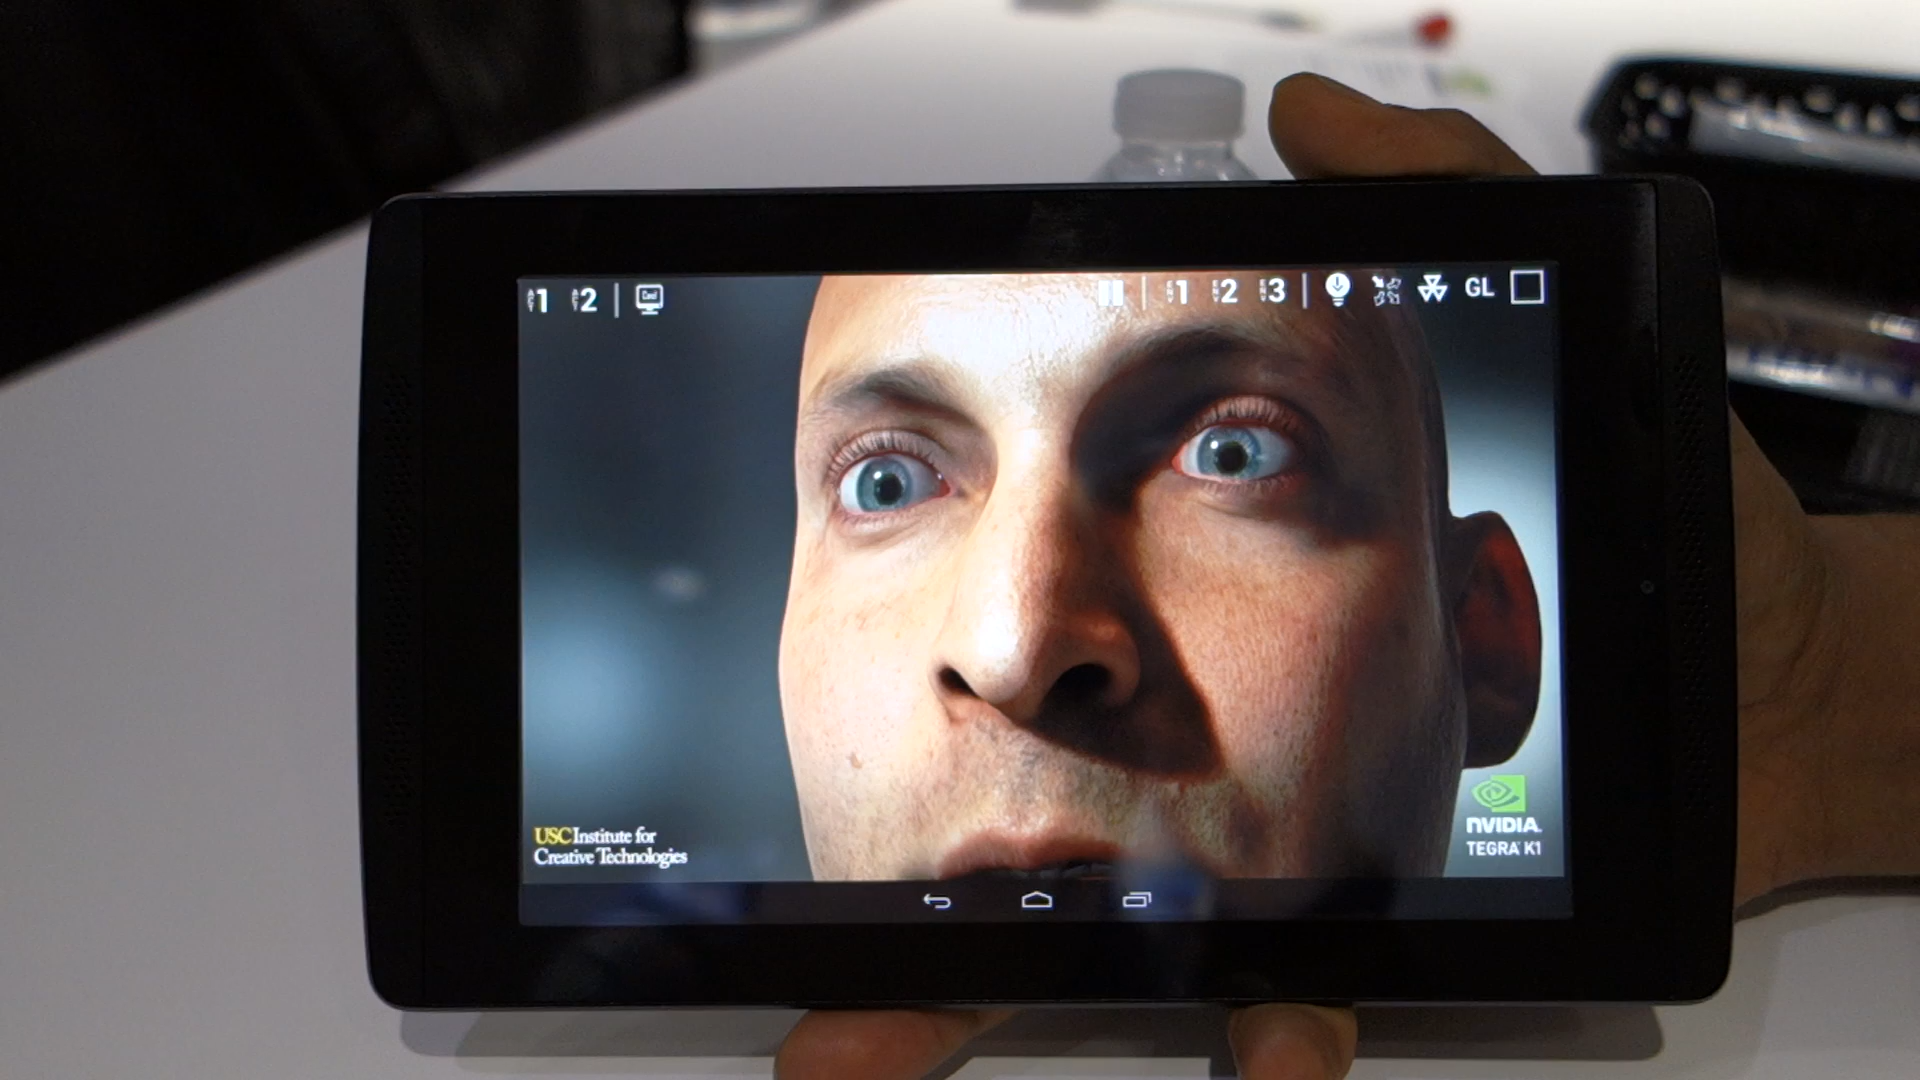 1 2
1 2 3 GL
USC Institute for
Creative Technologies
NVIDIA.
TEGRA K1